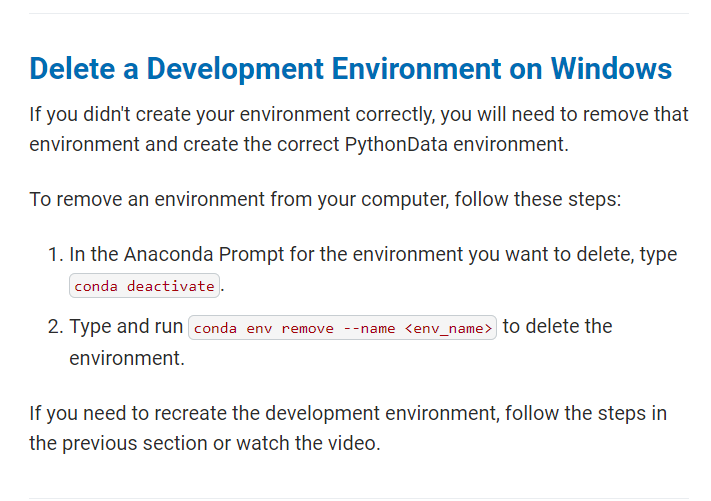 Delete a Development Environment on Windows
If you didn't create your environment correctly, you will need to remove that
environment and create the correct PythonData environment.
To remove an environment from your computer, follow these steps:
1. In the Anaconda Prompt for the environment you want to delete, type
conda deactivate.
2. Type and run conda env remove --name <env_name> to delete the
environment.
If you need to recreate the development environment, follow the steps in
the previous section or watch the video.